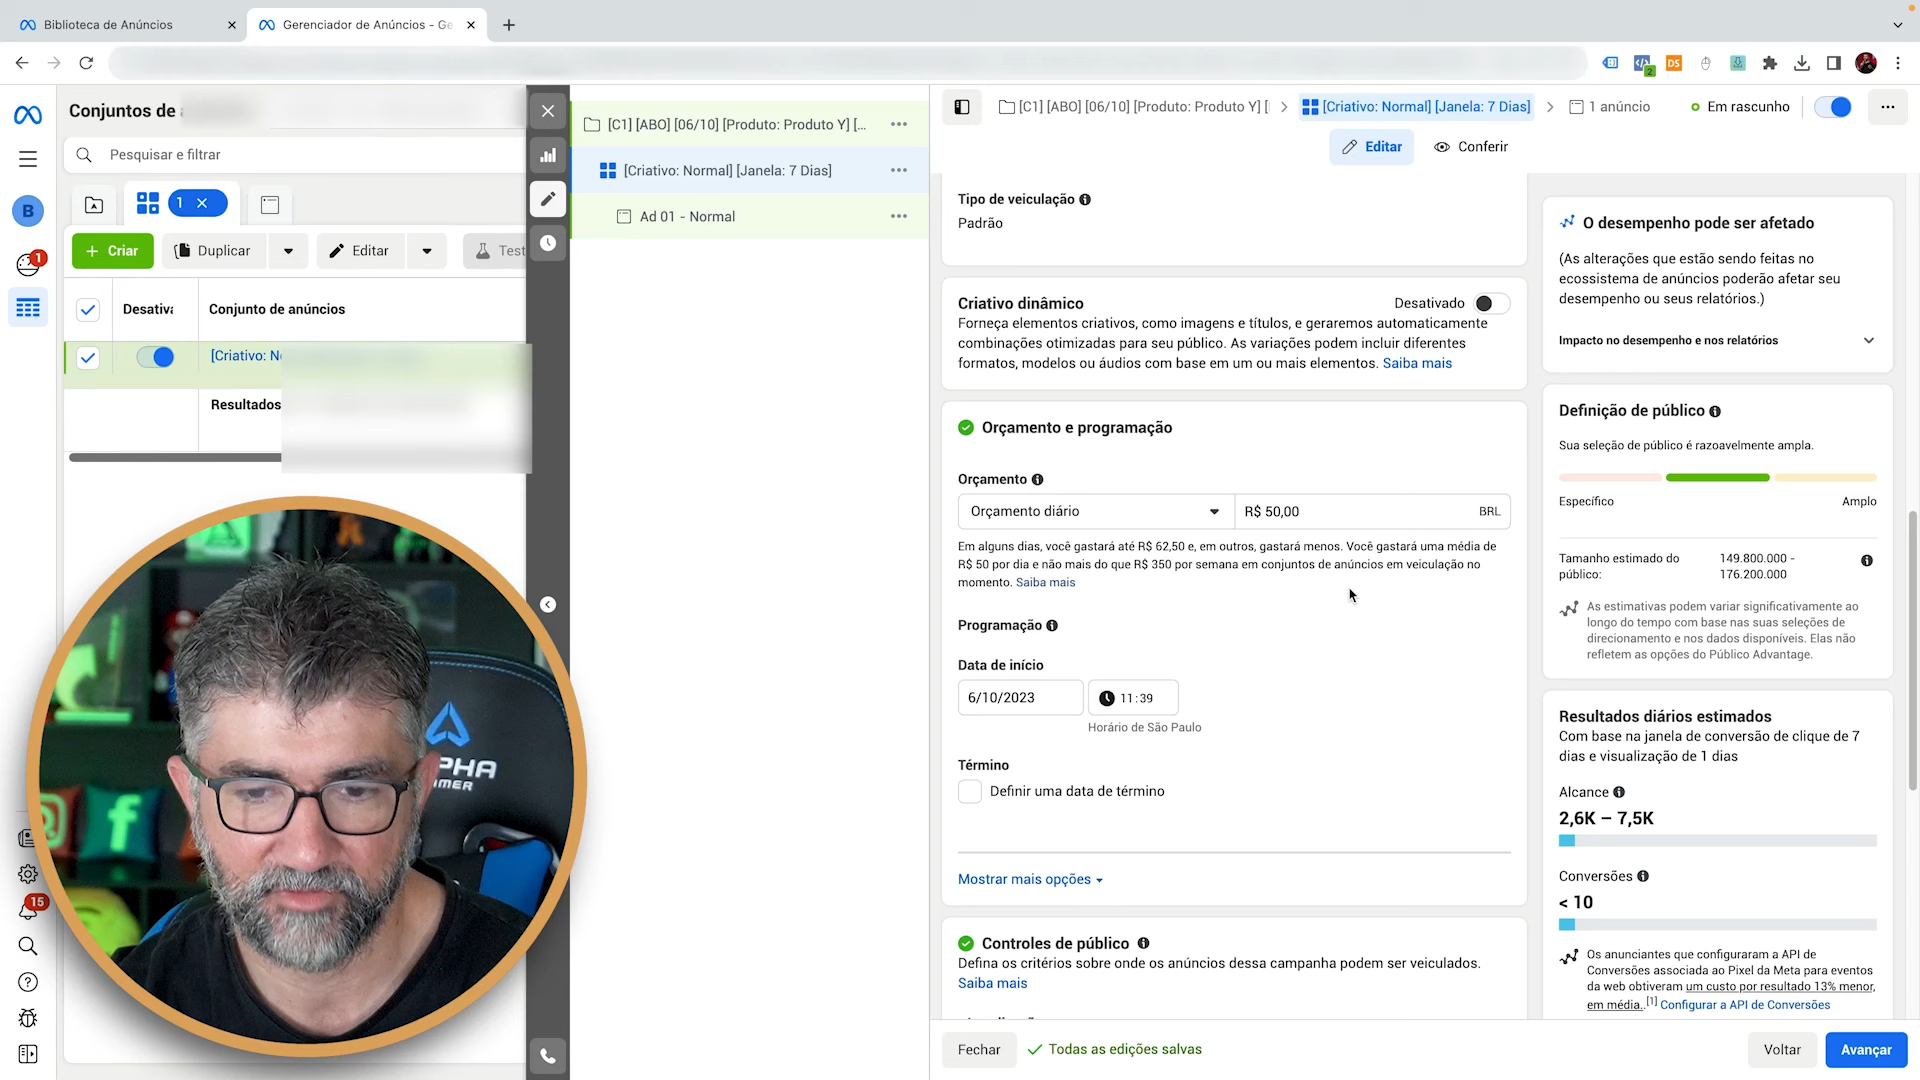 Biblioteca de Anúncios
Gerenciador de Anúncios - Ge
Conjuntos de
Pesquisar e filtrar
B
1
1
+ Criar
Duplicar
Editar
Test
Desativa
Conjunto de anúncios
[Criativo: N
Resultados
15
ALPHA
GAMER
[C1] [ABO] [06/10] [Produto: Produto Y] [...
[Criativo: Normal] [Janela: 7 Dias]
Ad 01 - Normal
[C1] [ABO] [06/10] [Produto: Produto Y] [
[Criativo: Normal] [Janela: 7 Dias]
1 anúncio
Em rascunho
Editar
Conferir
Tipo de veiculação
Padrão
Criativo dinâmico
Desativado
Forneça elementos criativos, como imagens e títulos, e geraremos automaticamente
combinações otimizadas para seu público. As variações podem incluir diferentes
formatos, modelos ou áudios com base em um ou mais elementos. Saiba mais
Orçamento e programação
Orçamento
Orçamento diário
R$ 50,00
BRL
Em alguns dias, você gastará até R$ 62,50 e, em outros, gastará menos. Você gastará uma média de
R$ 50 por dia e não mais do que R$ 350 por semana em conjuntos de anúncios em veiculação no
momento. Saiba mais
Programação
Data de início
6/10/2023
11:39
Horário de São Paulo
Término
Definir uma data de término
Mostrar mais opções
Controles de público
Defina os critérios sobre onde os anúncios dessa campanha podem ser veiculados.
Saiba mais
Fechar
Todas as edições salvas
Voltar
Avançar
O desempenho pode ser afetado
(As alterações que estão sendo feitas no
ecossistema de anúncios poderão afetar seu
desempenho ou seus relatórios.)
Impacto no desempenho e nos relatórios
Definição de público
Sua seleção de público é razoavelmente ampla.
Específico
Amplo
Tamanho estimado do
público:
149.800.000 -
176.200.000
As estimativas podem variar significativamente ao
longo do tempo com base nas suas seleções de
direcionamento e nos dados disponíveis. Elas não
refletem as opções do Público Advantage.
Resultados diários estimados
Com base na janela de conversão de clique de 7
dias e visualização de 1 dias
Alcance
2,6K – 7,5K
Conversões
< 10
Os anunciantes que configuraram a API de
Conversões associada ao Pixel da Meta para eventos
da web obtiveram um custo por resultado 13% menor,
em média. [1] Configurar a API de Conversões